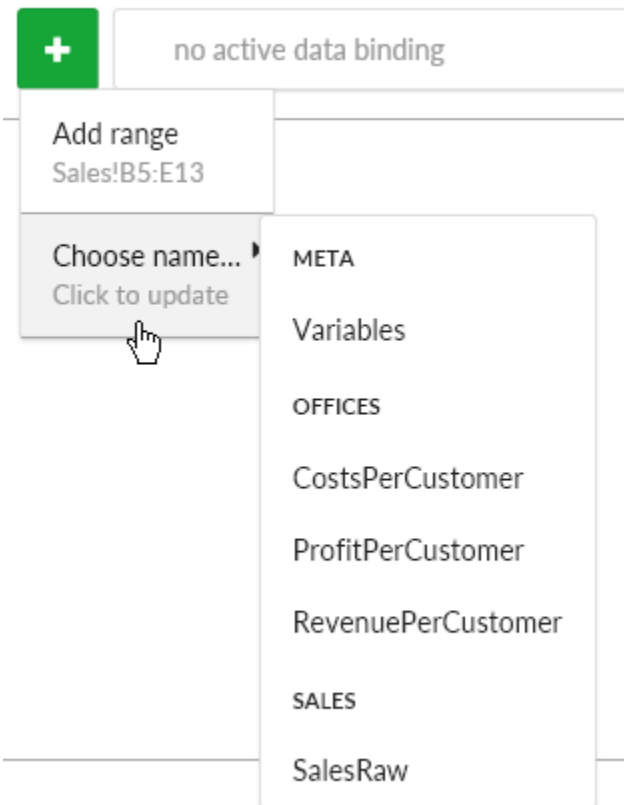 no active data binding
Add range
Sales!B5:E13
Choose name...
Click to update
META
Variables
OFFICES
CostsPerCustomer
ProfitPerCustomer
RevenuePerCustomer
SALES
SalesRaw